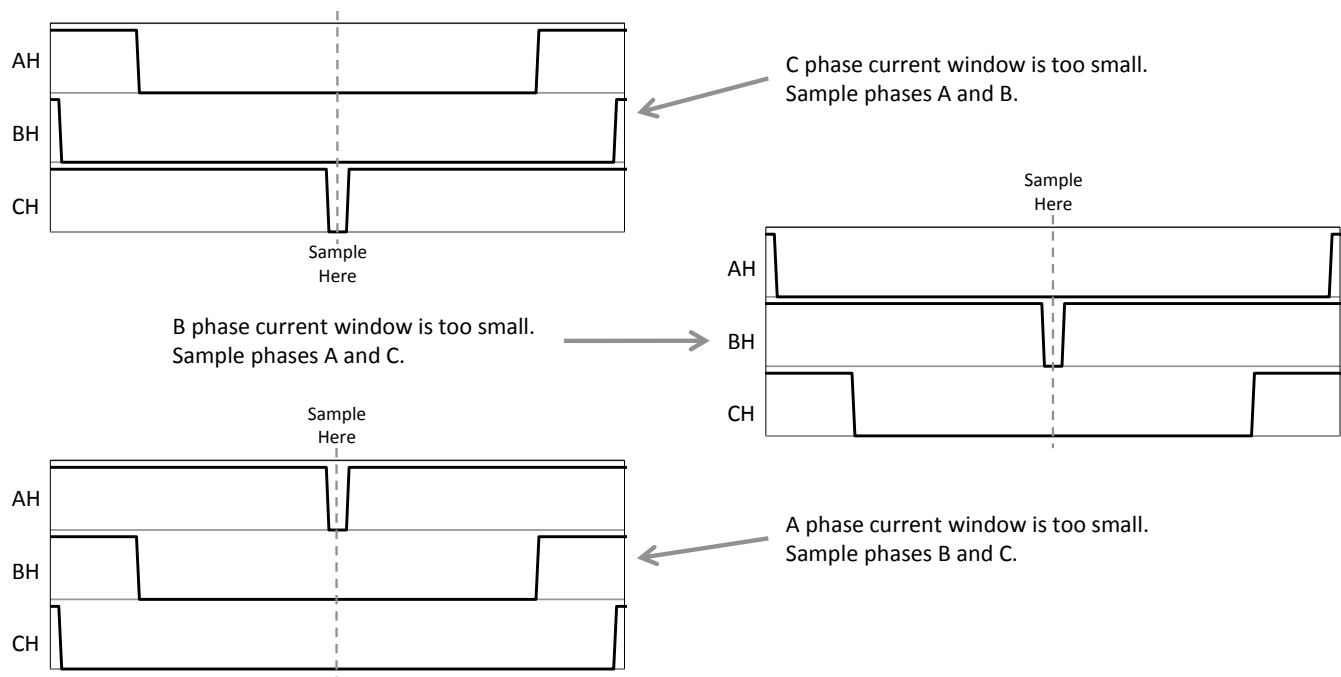 AH
BH
CH
Sample
Here
C phase current window is too small.
Sample phases A and B.
B phase current window is too small.
Sample phases A and C.
Sample
Here
AH
BH
CH
Sample
Here
AH
BH
CH
A phase current window is too small.
Sample phases B and C.